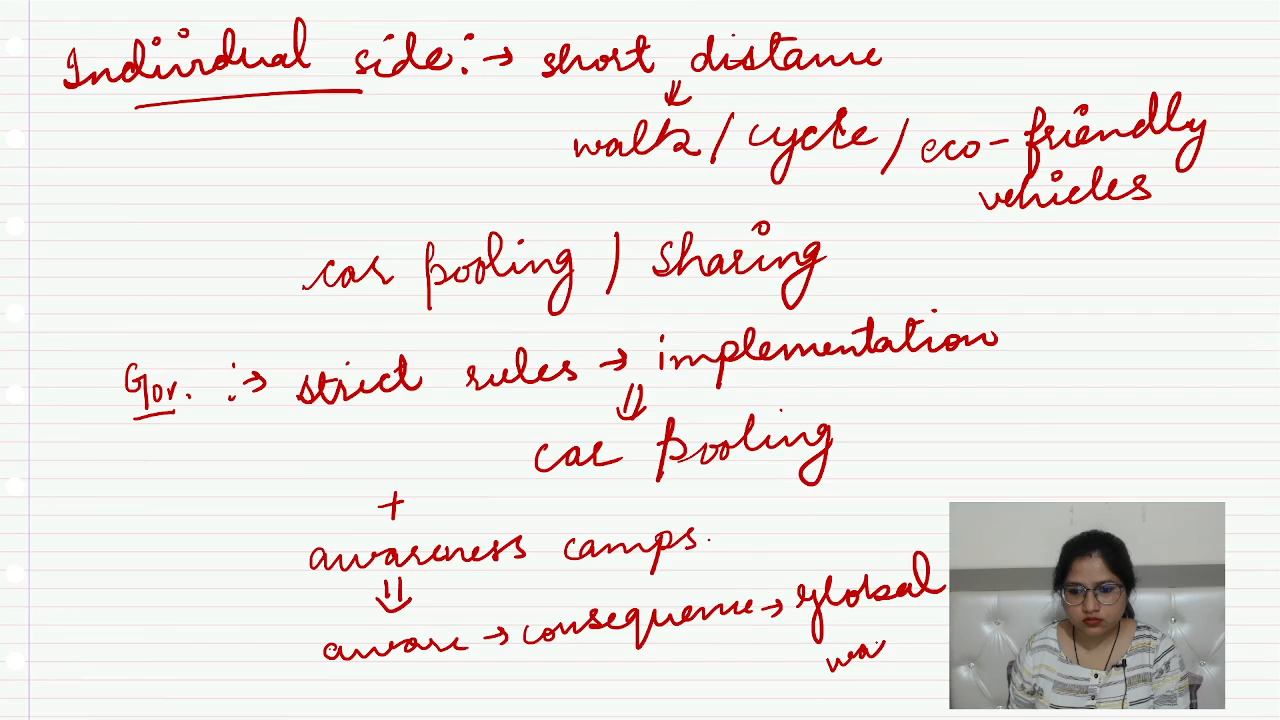 Individual side :→ short distance
↓
walk / cycle / eco-friendly
vehicles
car pooling / sharing
Gov. :→ strict rules → implementation
⇓
car pooling
+
awareness camps.
⇓
aware → consequence → global
wa